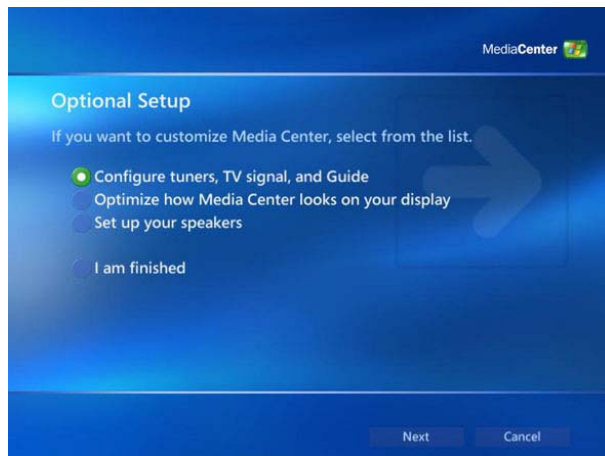 MediaCenter
Optional Setup
If you want to customize Media Center, select from the list.
Configure tuners, TV signal, and Guide
Optimize how Media Center looks on your display
Set up your speakers
I am finished
Next Cancel